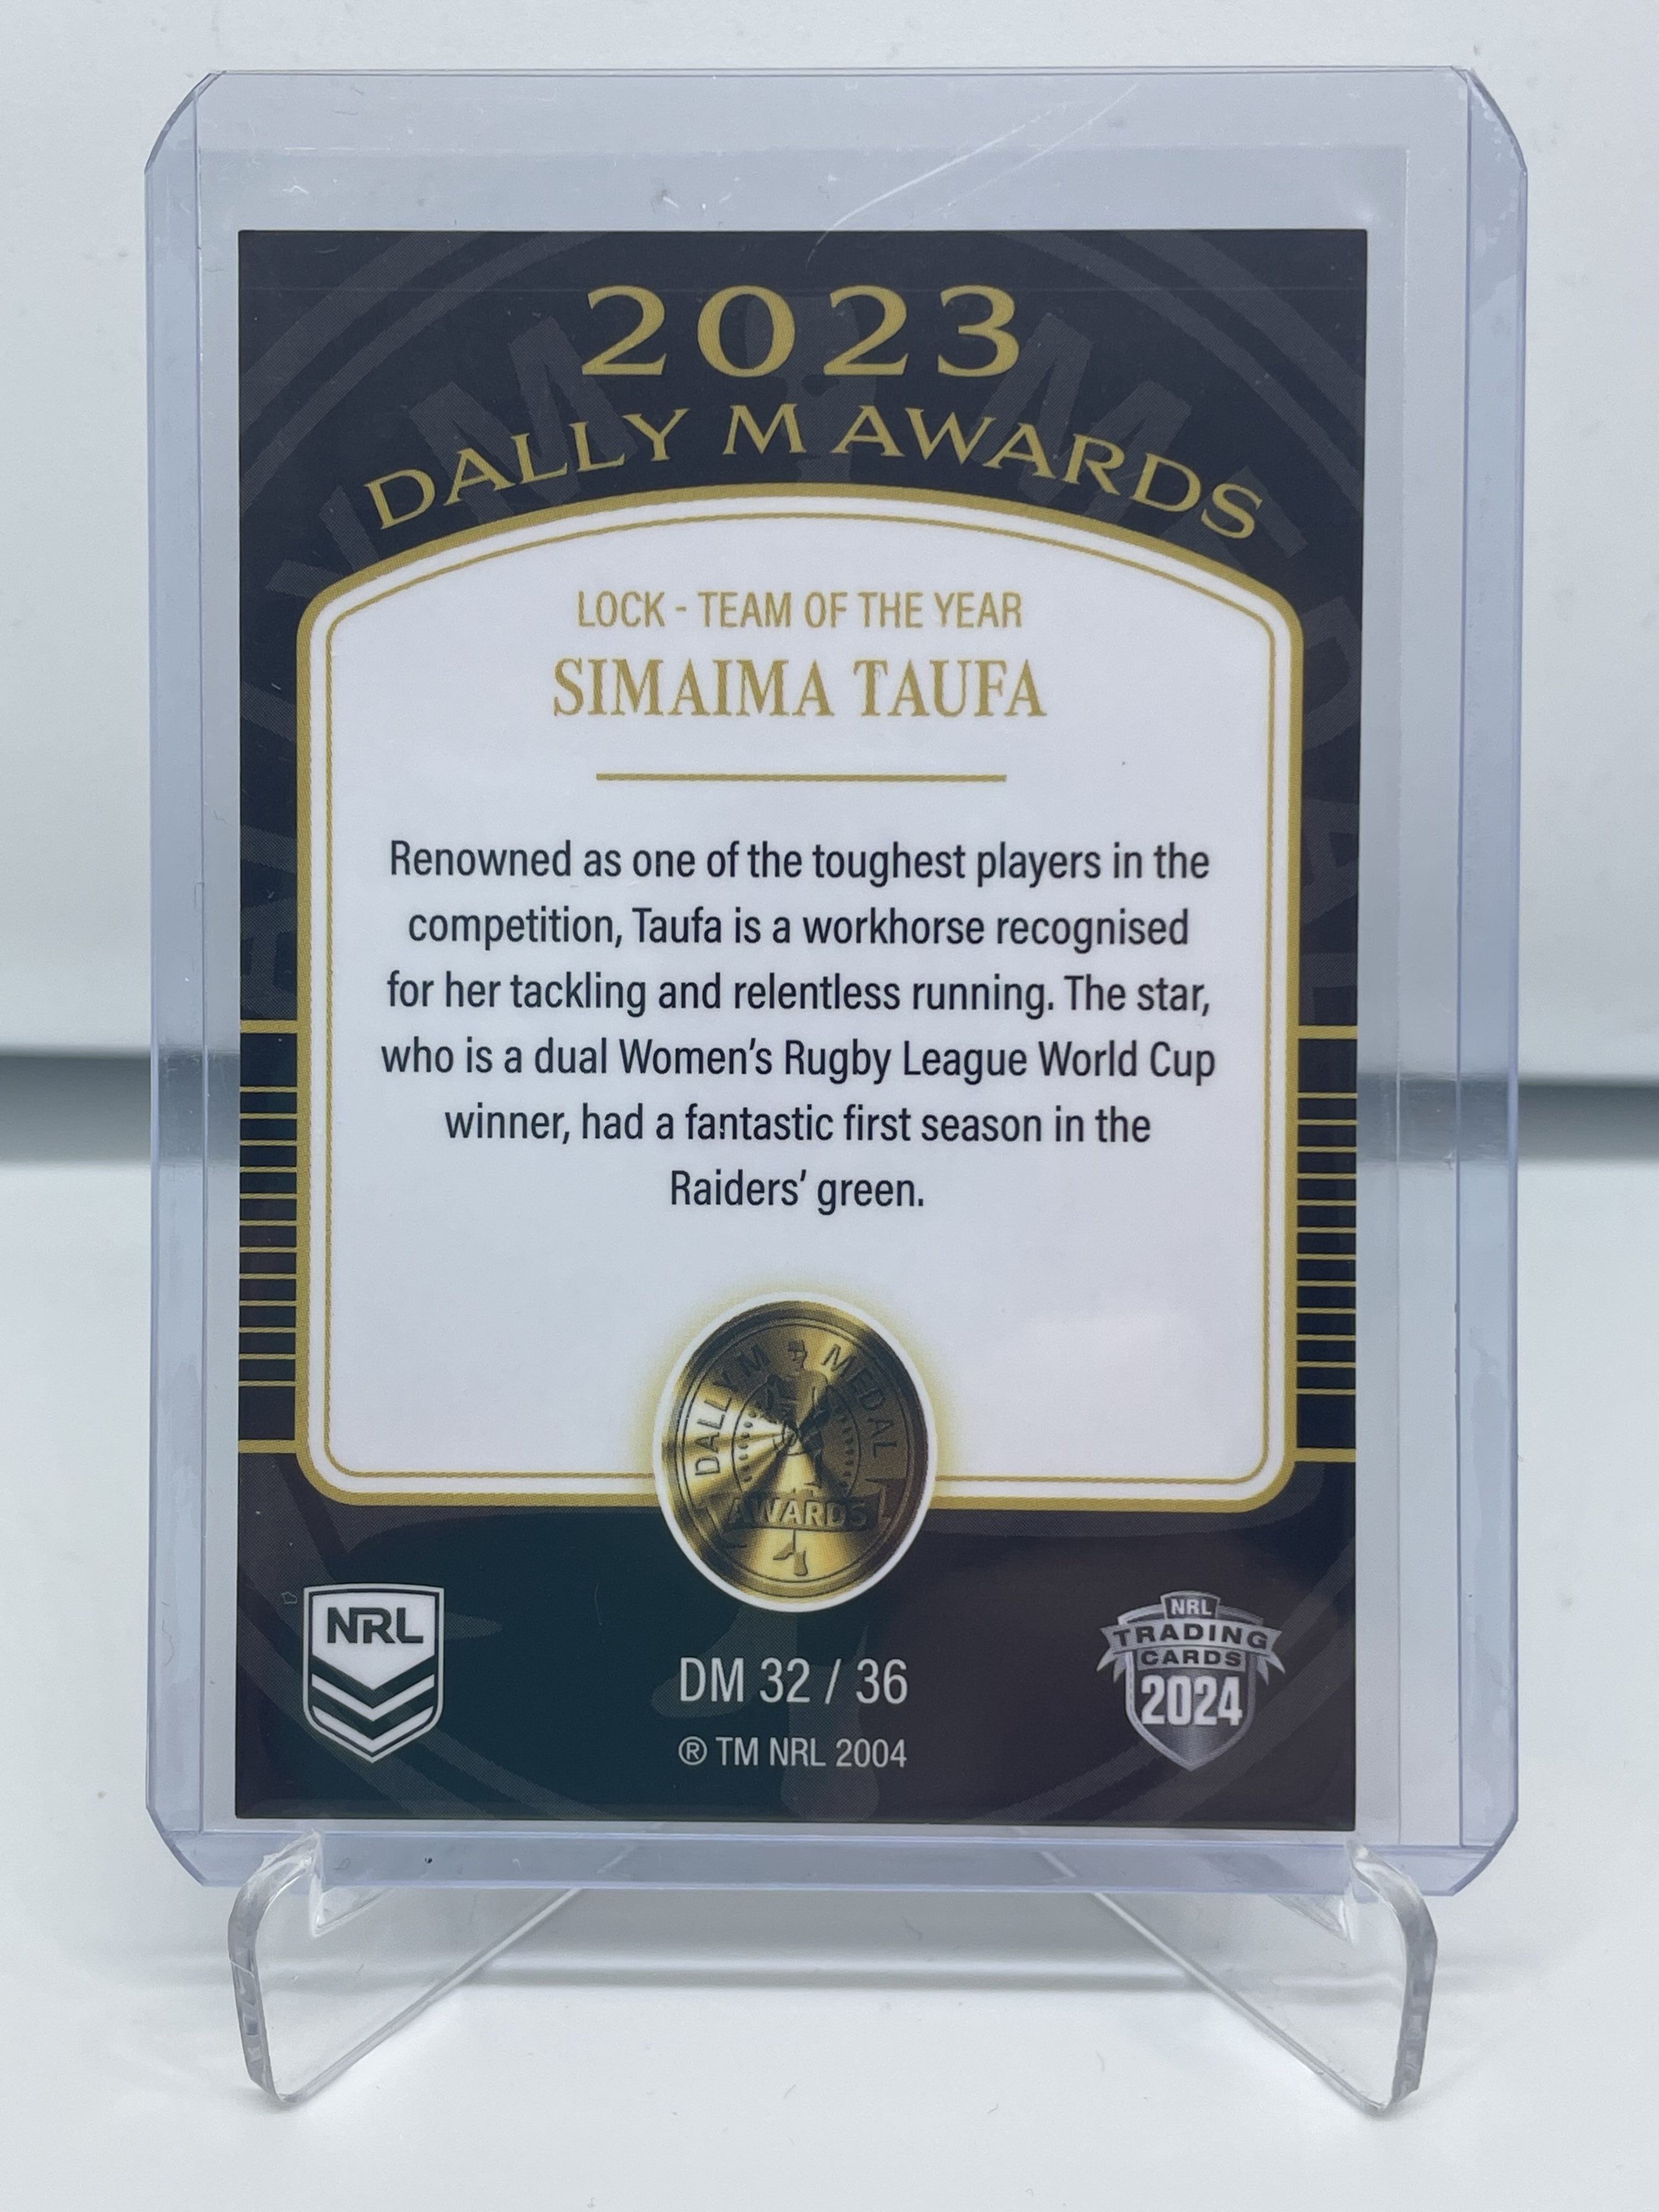 2023
DALLY M AWARDS
LOCK - TEAM OF THE YEAR
SIMAIMA TAUFA
Renowned as one of the toughest players in the
competition, Taufa is a workhorse recognised
for her tackling and relentless running. The star,
who is a dual Women's Rugby League World Cup
winner, had a fantastic first season in the
Raiders' green.
DALLY M MEDAL
AWARDS
NRL
DM 32 / 36
® TM NRL 2004
NRL
TRADING
CARDS
2024